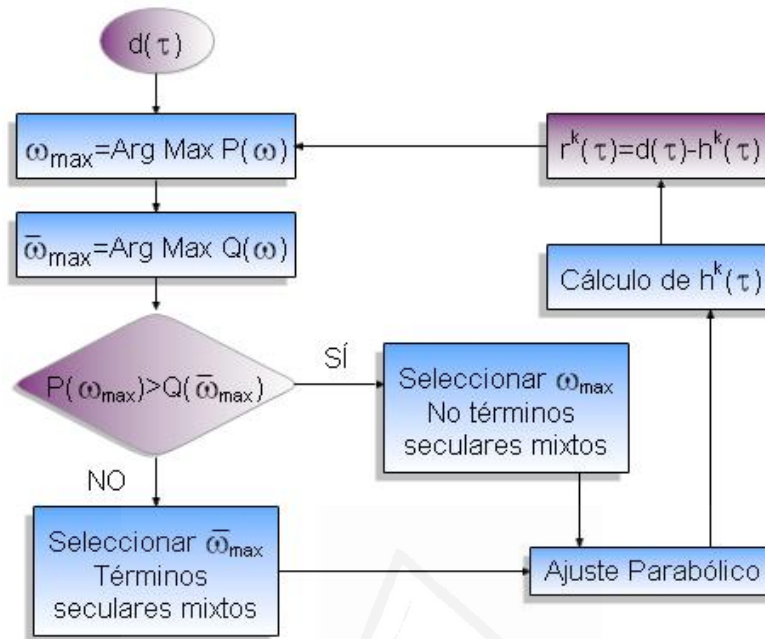 d(τ)
ω_max=Arg Max P(ω)
r^k(τ)=d(τ)-h^k(τ)
ω̅_max=Arg Max Q(ω)
Cálculo de h^k(τ)
P(ω_max)>Q(ω̅_max)
SÍ
Seleccionar ω_max
No términos
seculares mixtos
NO
Seleccionar ω̅_max
Términos
seculares mixtos
Ajuste Parabólico